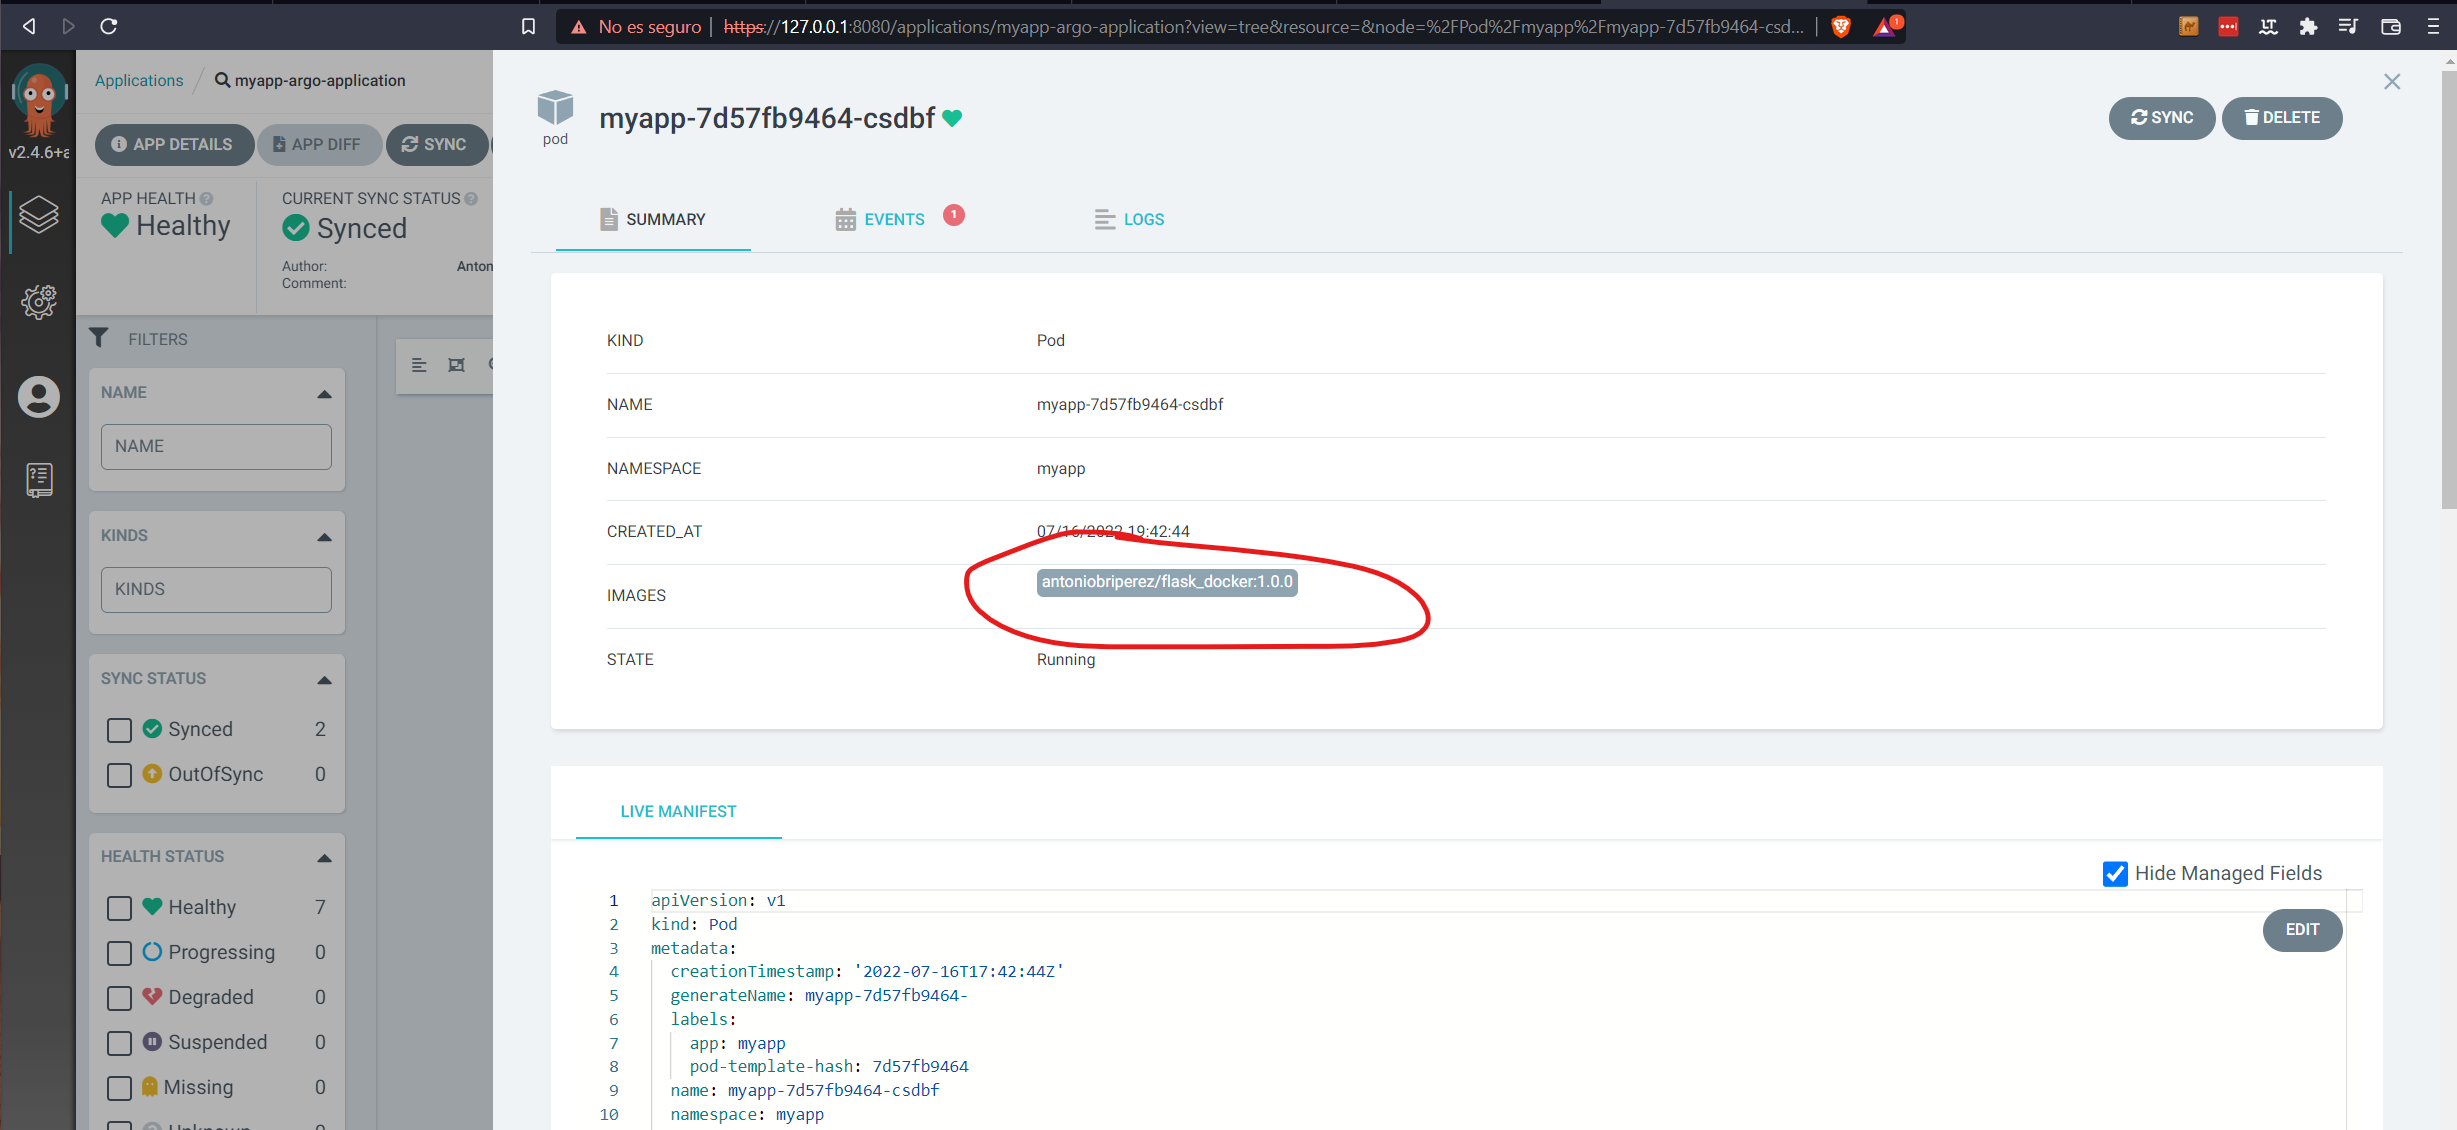 No es seguro
https://127.0.0.1:8080/applications/myapp-argo-application?view=tree&resource=&node=%2FPod%2Fmyapp%2Fmyapp-7d57fb9464-csd...
1
v2.4.6+a
Applications / myapp-argo-application
APP DETAILS
APP DIFF
SYNC
APP HEALTH
Healthy
CURRENT SYNC STATUS
Synced
Author: Anton
Comment:
FILTERS
NAME
NAME
KINDS
KINDS
SYNC STATUS
Synced 2
OutOfSync 0
HEALTH STATUS
Healthy 7
Progressing 0
Degraded 0
Suspended 0
Missing 0
Unknown 0
pod
myapp-7d57fb9464-csdbf
SYNC
DELETE
SUMMARY
EVENTS 1
LOGS
KIND Pod
NAME myapp-7d57fb9464-csdbf
NAMESPACE myapp
CREATED_AT 07/16/2022 19:42:44
IMAGES antoniobriperez/flask_docker:1.0.0
STATE Running
LIVE MANIFEST
Hide Managed Fields
EDIT
1 apiVersion: v1
2 kind: Pod
3 metadata:
4 creationTimestamp: '2022-07-16T17:42:44Z'
5 generateName: myapp-7d57fb9464-
6 labels:
7 app: myapp
8 pod-template-hash: 7d57fb9464
9 name: myapp-7d57fb9464-csdbf
10 namespace: myapp